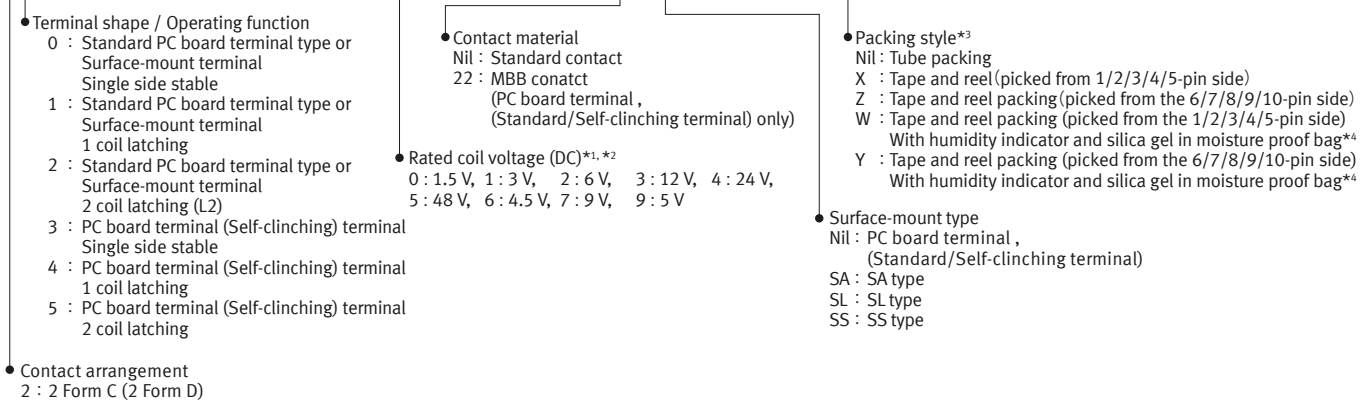 Terminal shape / Operating function
0 : Standard PC board terminal type or
Surface-mount terminal
Single side stable
1 : Standard PC board terminal type or
Surface-mount terminal
1 coil latching
2 : Standard PC board terminal type or
Surface-mount terminal
2 coil latching (L2)
3 : PC board terminal (Self-clinching) terminal
Single side stable
4 : PC board terminal (Self-clinching) terminal
1 coil latching
5 : PC board terminal (Self-clinching) terminal
2 coil latching
Contact arrangement
2 : 2 Form C (2 Form D)
Contact material
Nil : Standard contact
22 : MBB conatct
(PC board terminal ,
(Standard/Self-clinching terminal) only)
Rated coil voltage (DC)*1, *2
0 : 1.5 V, 1 : 3 V, 2 : 6 V, 3 : 12 V, 4 : 24 V,
5 : 48 V, 6 : 4.5 V, 7 : 9 V, 9 : 5 V
Packing style*3
Nil : Tube packing
X : Tape and reel(picked from 1/2/3/4/5-pin side)
Z : Tape and reel packing(picked from the 6/7/8/9/10-pin side)
W : Tape and reel packing (picked from the 1/2/3/4/5-pin side)
With humidity indicator and silica gel in moisture proof bag*4
Y : Tape and reel packing (picked from the 6/7/8/9/10-pin side)
With humidity indicator and silica gel in moisture proof bag*4
Surface-mount type
Nil : PC board terminal ,
(Standard/Self-clinching terminal)
SA : SA type
SL : SL type
SS : SS type